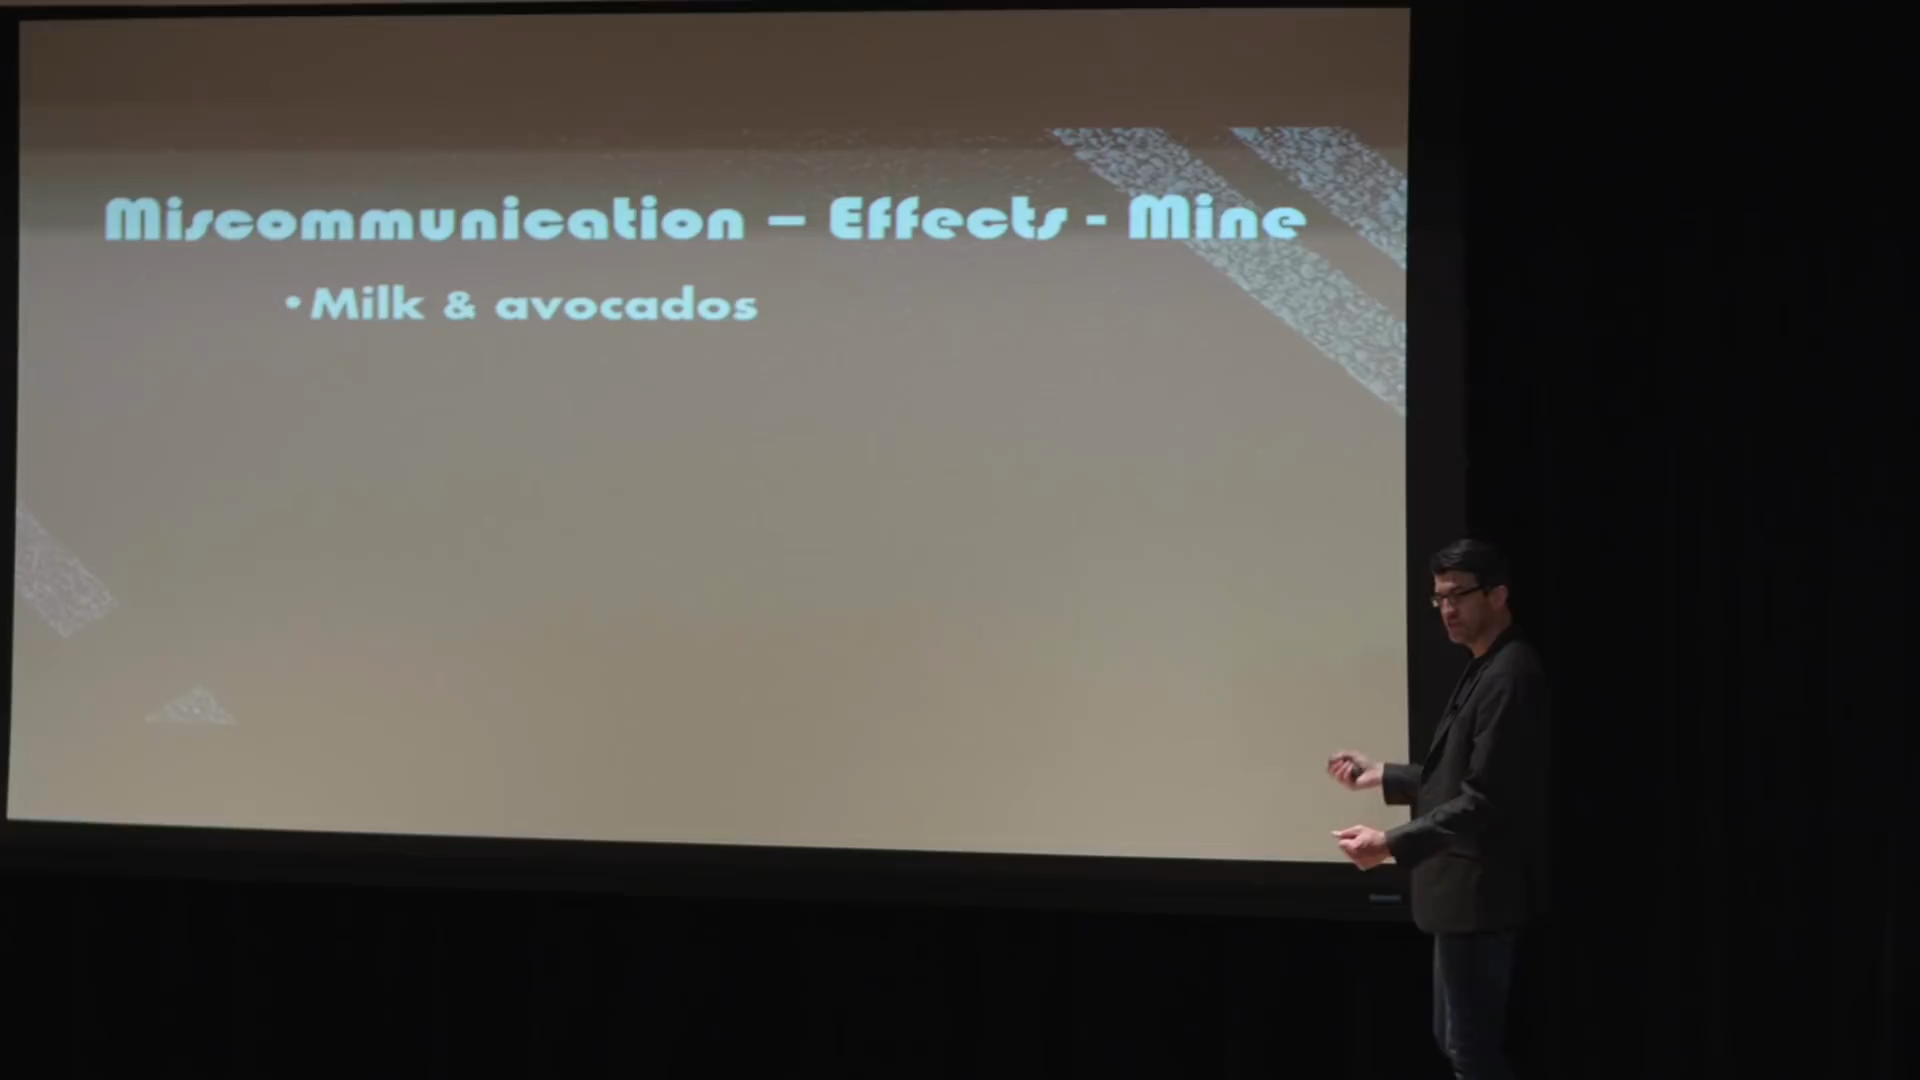 Miscommunication – Effects - Mine
•Milk & avocados